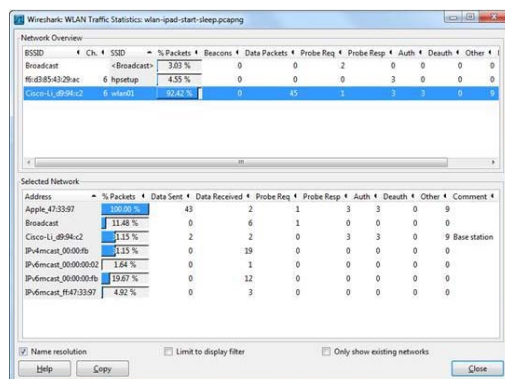 Wireshark: WLAN Traffic Statistics: wlan-ipad-start-sleep.pcapng
Network Overview
BSSID Ch. SSID % Packets Beacons Data Packets Probe Req Probe Resp Auth Deauth Other
Broadcast <Broadcast> 3.03 % 0 0 2 0 0 0 0
f6:d3:85:43:29:ac 6 hpsetup 4.55 % 0 0 0 3 0 0 0
Cisco-Li_d9:94:c2 6 wlan01 92.42 % 0 45 1 3 3 0 9
Selected Network
Address % Packets Data Sent Data Received Probe Req Probe Resp Auth Deauth Other Comment
Apple_47:33:97 100.00 % 43 2 1 3 3 0 9
Broadcast 11.48 % 0 6 1 0 0 0 0
Cisco-Li_d9:94:c2 2 2 0 3 3 0 9 Base station
IPv4mcast_00:00:fb 0 19 0 0 0 0 0
IPv6mcast_00:00:00:02 1.64 % 0 1 0 0 0 0 0
IPv6mcast_00:00:00:fb 19.67 % 0 12 0 0 0 0 0
IPv6mcast_ff:47:33:97 4.92 % 0 3 0 0 0 0 0
Name resolution Limit to display filter Only show existing networks
Help Copy Close